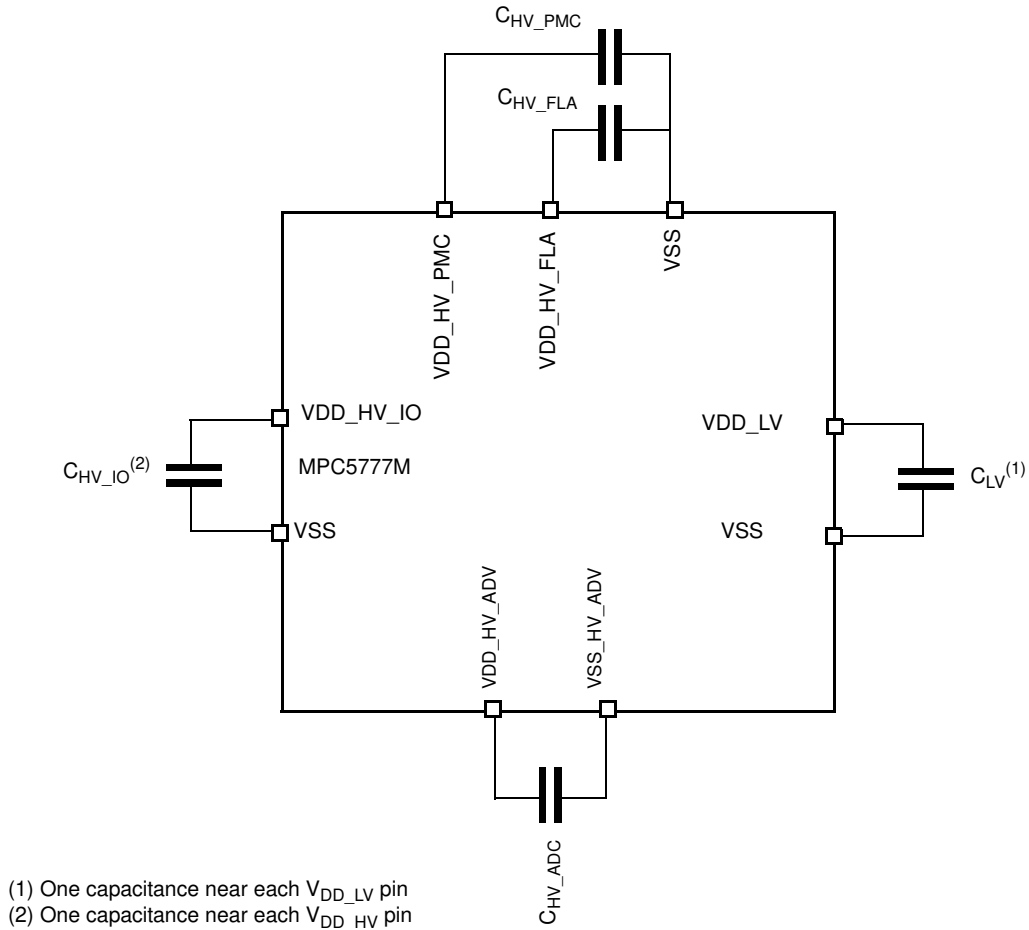 C_HV_PMC
C_HV_FLA
VDD_HV_PMC
VDD_HV_FLA
VSS
VDD_HV_IO
VDD_LV
C_HV_IO(2)
MPC5777M
C_LV(1)
VSS
VSS
VDD_HV_ADV
VSS_HV_ADV
C_HV_ADC
(1) One capacitance near each V_DD_LV pin
(2) One capacitance near each V_DD_HV pin